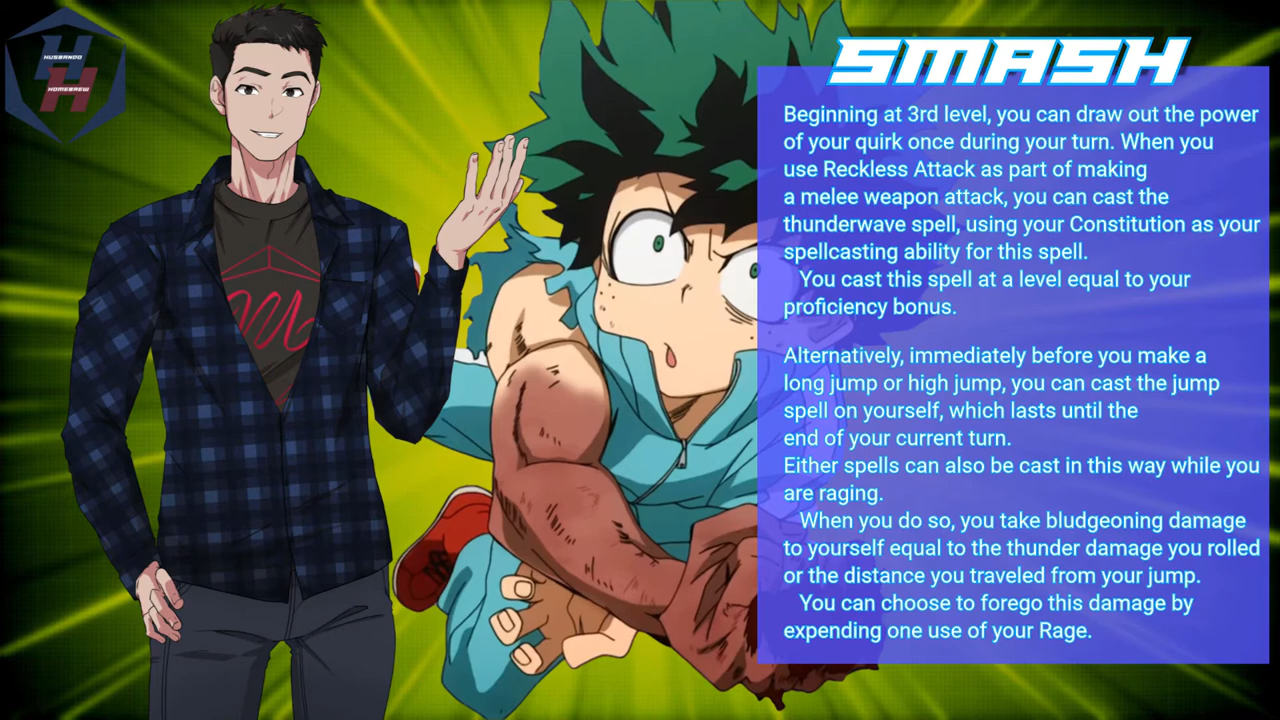 HUSBANDO
HOMEBREW
SMASH
Beginning at 3rd level, you can draw out the power
of your quirk once during your turn. When you
use Reckless Attack as part of making
a melee weapon attack, you can cast the
thunderwave spell, using your Constitution as your
spellcasting ability for this spell.
You cast this spell at a level equal to your
proficiency bonus.
Alternatively, immediately before you make a
long jump or high jump, you can cast the jump
spell on yourself, which lasts until the
end of your current turn.
Either spells can also be cast in this way while you
are raging.
When you do so, you take bludgeoning damage
to yourself equal to the thunder damage you rolled
or the distance you traveled from your jump.
You can choose to forego this damage by
expending one use of your Rage.